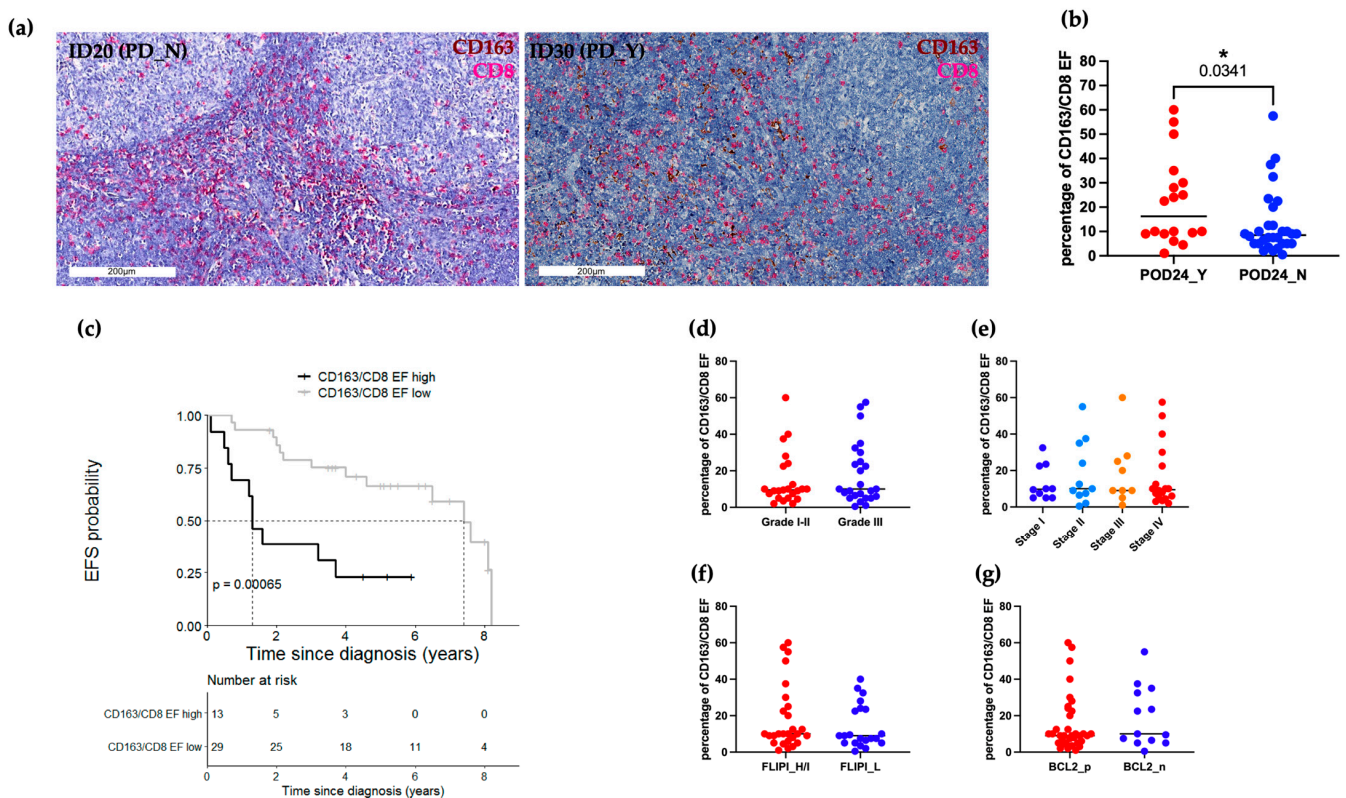 (a)
ID20 (PD_N)
CD163
CD8
200µm
ID30 (PD_Y)
CD163
CD8
200µm
(b)
percentage of CD163/CD8 EF
80
70
60
50
40
30
20
10
0
*
0.0341
POD24_Y
POD24_N
(c)
CD163/CD8 EF high
CD163/CD8 EF low
EFS probability
1.00
0.75
0.50
0.25
0.00
p = 0.00065
0 2 4 6 8
Time since diagnosis (years)
Number at risk
CD163/CD8 EF high 13 5 3 0 0
CD163/CD8 EF low 29 25 18 11 4
0 2 4 6 8
Time since diagnosis (years)
(d)
percentage of CD163/CD8 EF
80
60
40
20
0
Grade I-II
Grade III
(e)
percentage of CD163/CD8 EF
80
60
40
20
0
Stage I
Stage II
Stage III
Stage IV
(f)
percentage of CD163/CD8 EF
80
60
40
20
0
FLIPI_H/I
FLIPI_L
(g)
percentage of CD163/CD8 EF
80
60
40
20
0
BCL2_p
BCL2_n